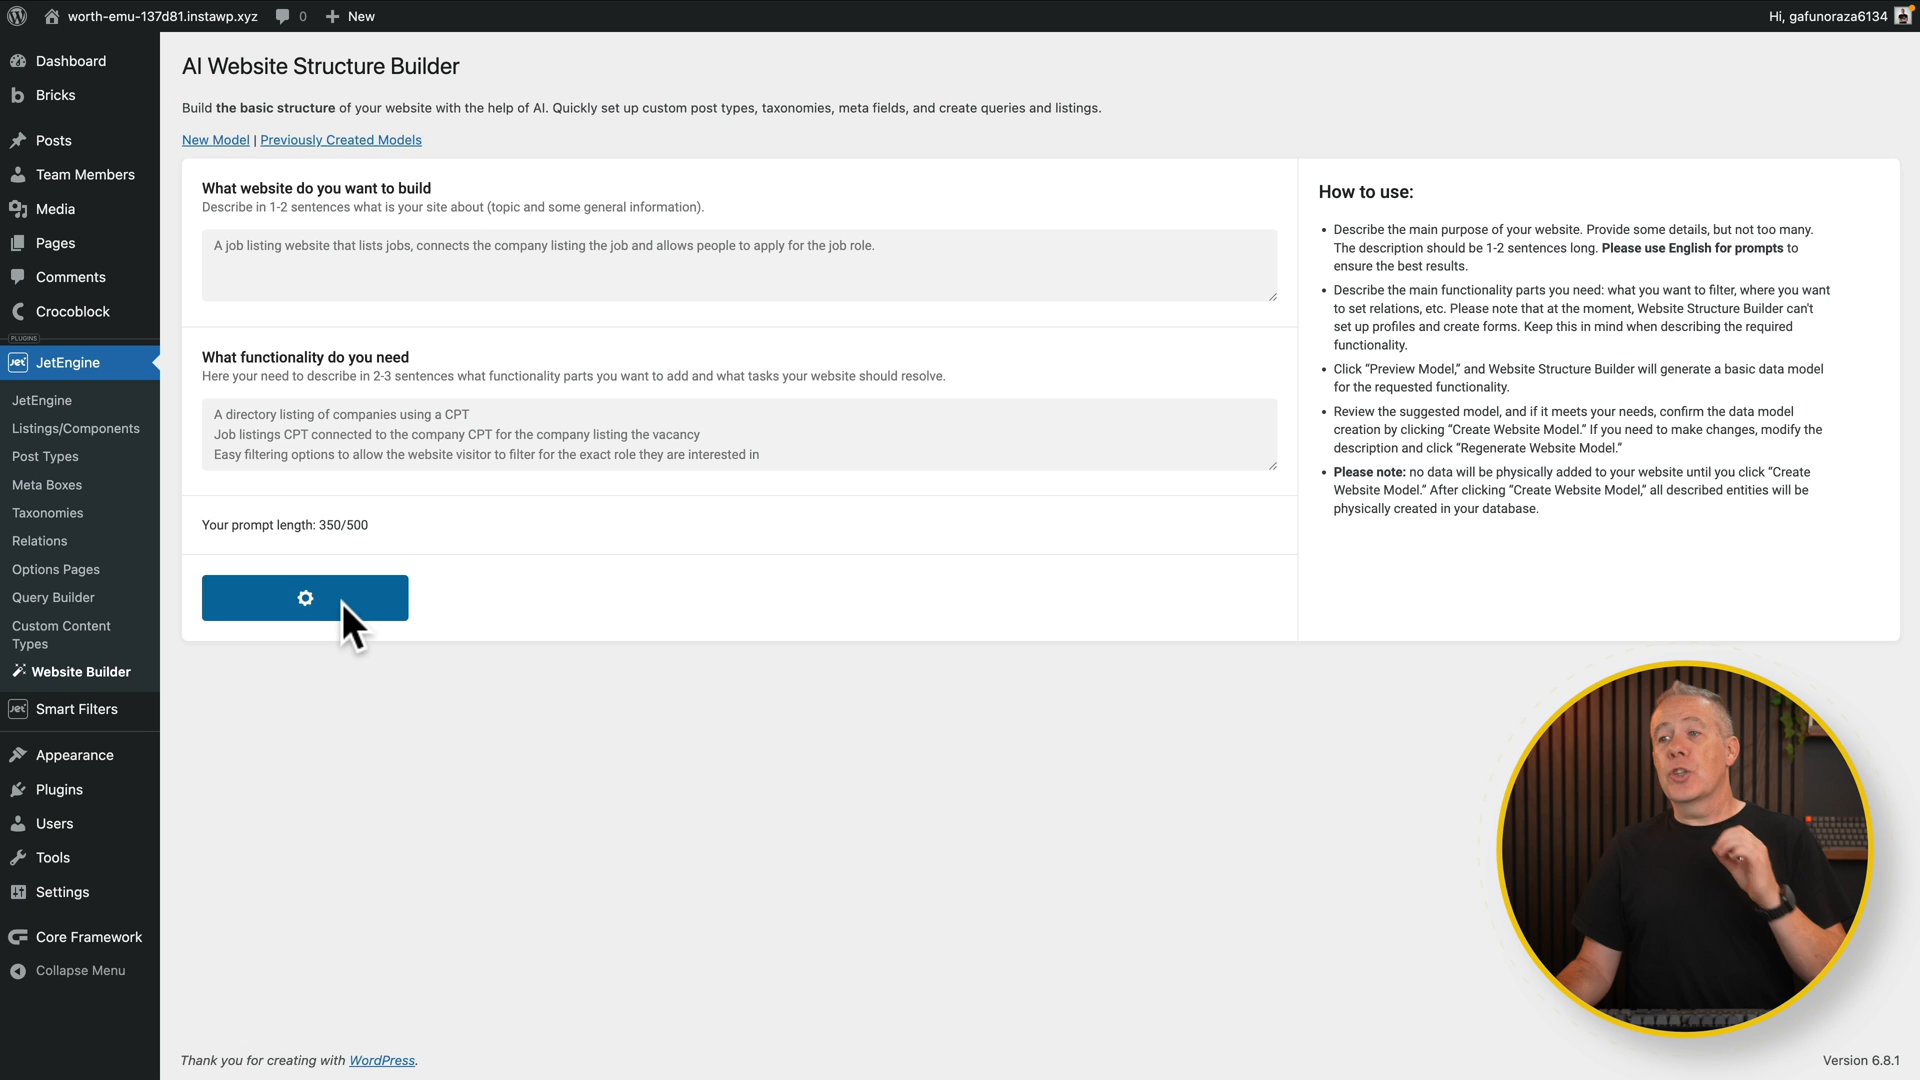 worth-emu-137d81.instawp.xyz 0 New Hi, gafunoraza6134
Dashboard
Bricks
Posts
Team Members
Media
Pages
Comments
Crocoblock
PLUGINS
Jet JetEngine
JetEngine
Listings/Components
Post Types
Meta Boxes
Taxonomies
Relations
Options Pages
Query Builder
Custom Content
Types
Website Builder
Jet Smart Filters
Appearance
Plugins
Users
Tools
Settings
Core Framework
Collapse Menu
AI Website Structure Builder
Build the basic structure of your website with the help of AI. Quickly set up custom post types, taxonomies, meta fields, and create queries and listings.
New Model | Previously Created Models
What website do you want to build
Describe in 1-2 sentences what is your site about (topic and some general information).
A job listing website that lists jobs, connects the company listing the job and allows people to apply for the job role.
What functionality do you need
Here your need to describe in 2-3 sentences what functionality parts you want to add and what tasks your website should resolve.
A directory listing of companies using a CPT
Job listings CPT connected to the company CPT for the company listing the vacancy
Easy filtering options to allow the website visitor to filter for the exact role they are interested in
Your prompt length: 350/500
How to use:
• Describe the main purpose of your website. Provide some details, but not too many.
The description should be 1-2 sentences long. Please use English for prompts to
ensure the best results.
• Describe the main functionality parts you need: what you want to filter, where you want
to set relations, etc. Please note that at the moment, Website Structure Builder can't
set up profiles and create forms. Keep this in mind when describing the required
functionality.
• Click “Preview Model,” and Website Structure Builder will generate a basic data model
for the requested functionality.
• Review the suggested model, and if it meets your needs, confirm the data model
creation by clicking “Create Website Model.” If you need to make changes, modify the
description and click “Regenerate Website Model.”
• Please note: no data will be physically added to your website until you click “Create
Website Model.” After clicking “Create Website Model,” all described entities will be
physically created in your database.
Thank you for creating with WordPress.
Version 6.8.1